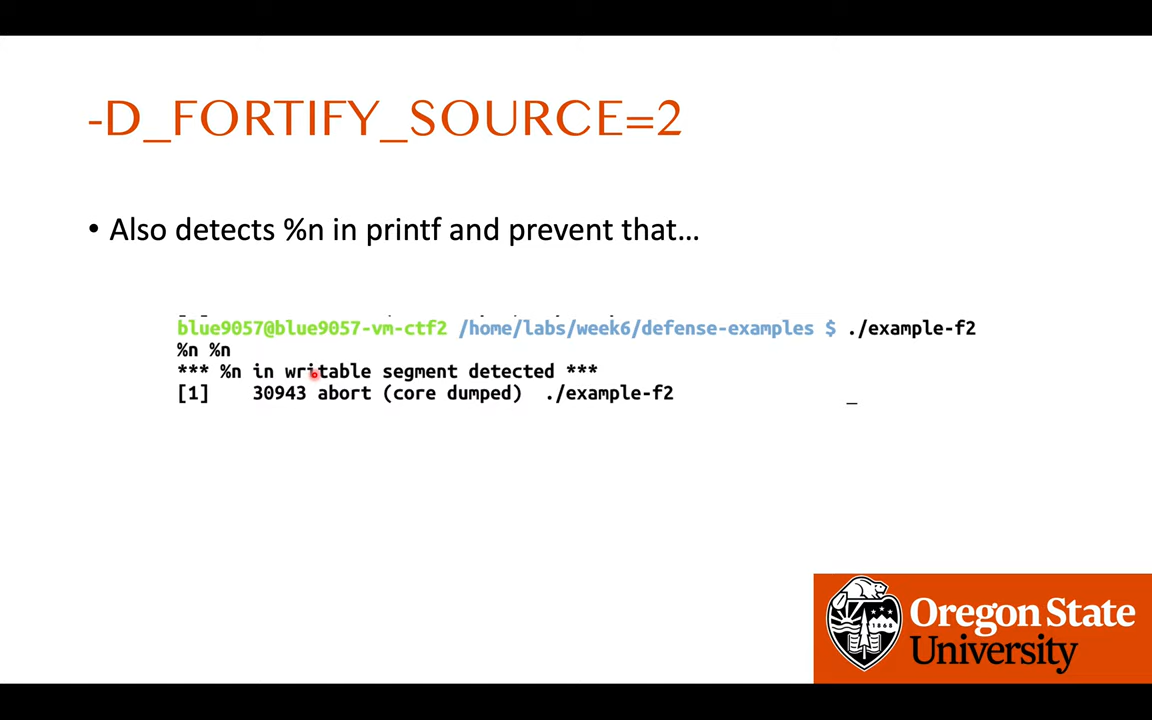 -D_FORTIFY_SOURCE=2
• Also detects %n in printf and prevent that…
blue9057@blue9057-vm-ctf2 /home/labs/week6/defense-examples $ ./example-f2
%n %n
*** %n in writable segment detected ***
[1]    30943 abort (core dumped)  ./example-f2
Oregon State
University